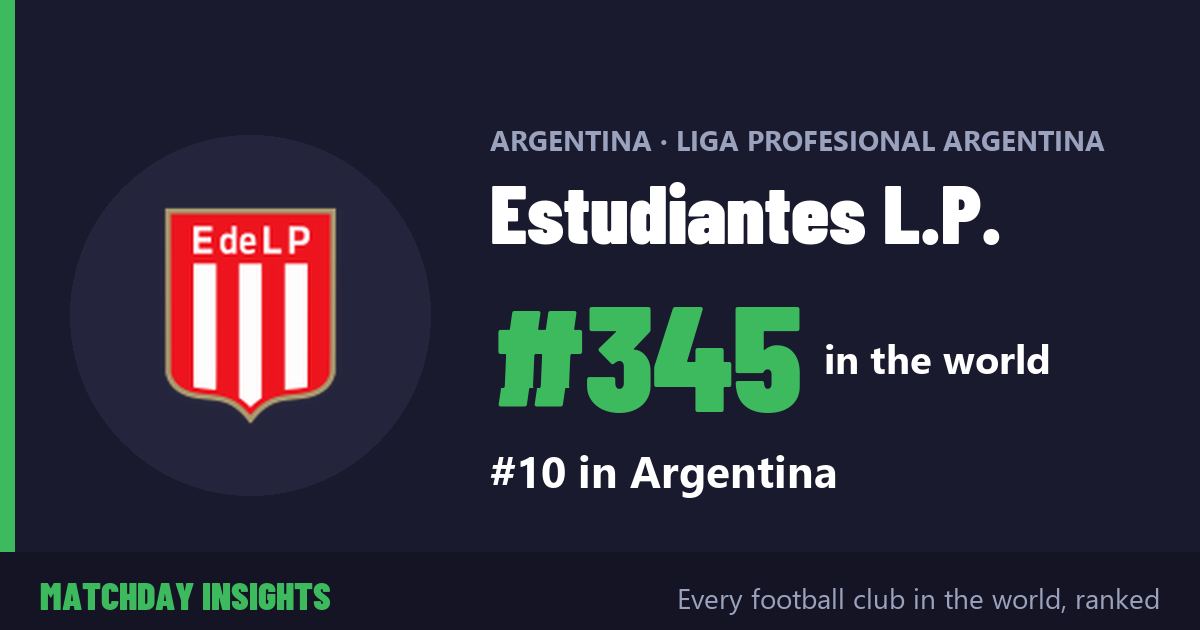 ARGENTINA · LIGA PROFESIONAL ARGENTINA
Estudiantes L.P.
E de L P
#345 in the world
#10 in Argentina
MATCHDAY INSIGHTS
Every football club in the world, ranked